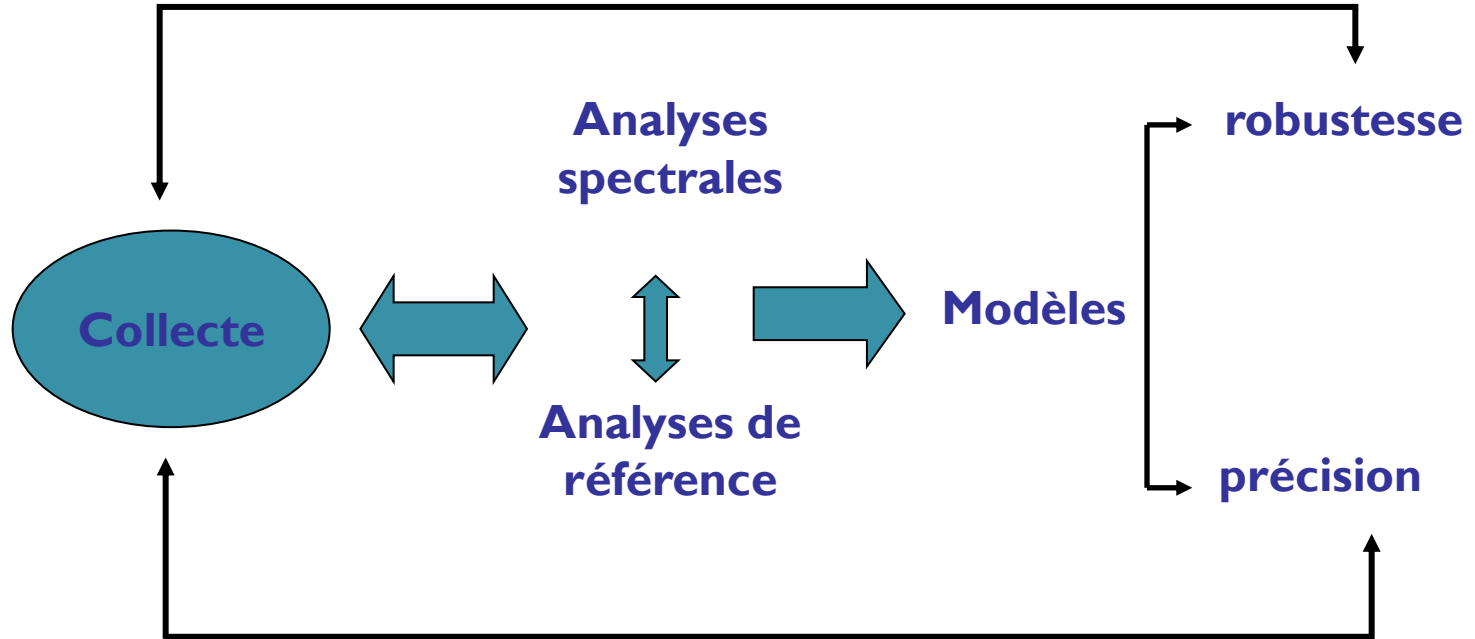 Analyses
spectrales
robustesse
Collecte
Modèles
Analyses de
référence
précision